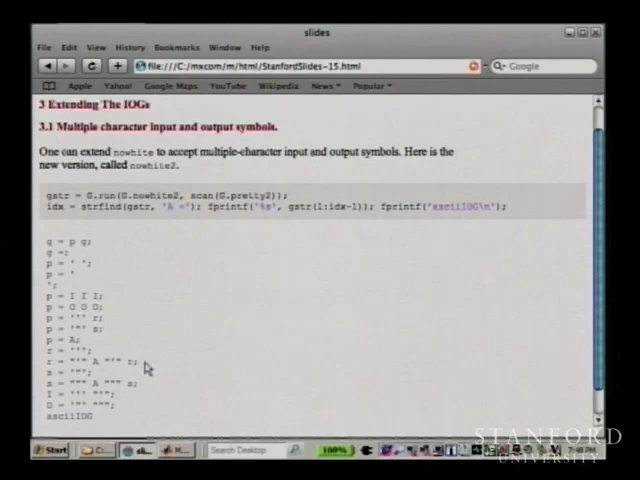 slides
File Edit View History Bookmarks Window Help
file:///C:/mxcom/m/html/StanfordSlides-15.html
Google
Apple Yahoo! Google Maps YouTube Wikipedia News Popular
3 Extending The IOGs
3.1 Multiple character input and output symbols.
One can extend nowhite to accept multiple-character input and output symbols. Here is the
new version, called nowhite2.
gstr = G.run(G.nowhite2, scan(G.pretty2));
idx = strfind(gstr, 'A ='); fprintf('%s', gstr(1:idx-1)); fprintf('asciiIOG\n');
g = p g;
g =;
p = ' ';
p = '
';
p = I I I;
p = O O O;
p = ''' r;
p = '"' s;
p = A;
r = ''';
r = "'" A "'" r;
s = '"';
s = """ A """ s;
I = ''' "'";
O = '"' """;
asciiIOG
Start
Search Desktop
100%
STANFORD
UNIVERSITY